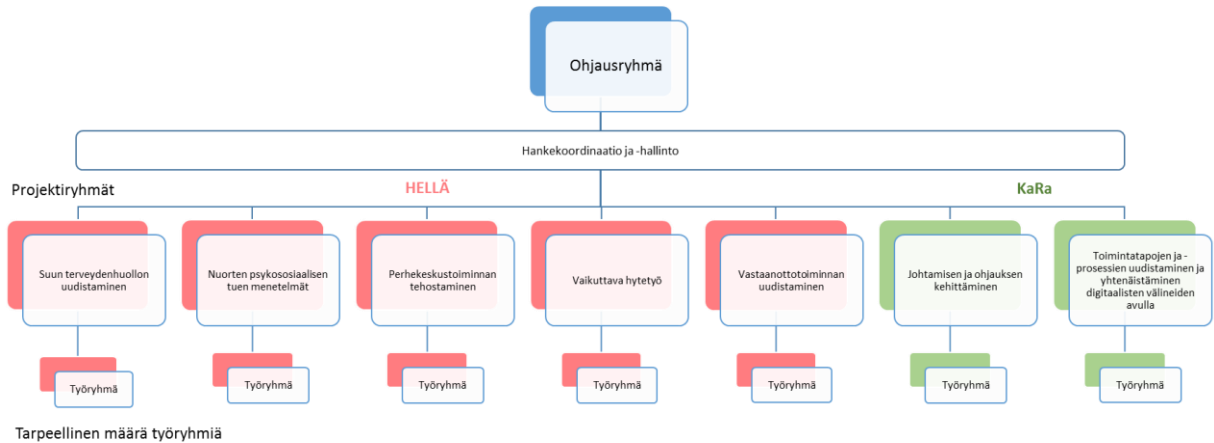 Ohjausryhmä
Hankekoordinaatio ja -hallinto
Projektiryhmät
HELLÄ
KaRa
Suun terveydenhuollon
uudistaminen
Nuorten psykososiaalisen
tuen menetelmät
Perhekeskustoiminnan
tehostaminen
Vaikuttava hytetyö
Vastaanottotoiminnan
uudistaminen
Johtamisen ja ohjauksen
kehittäminen
Toimintatapojen ja -
prosessien uudistaminen ja
yhtenäistäminen
digitaalisten välineiden
avulla
Työryhmä
Työryhmä
Työryhmä
Työryhmä
Työryhmä
Työryhmä
Työryhmä
Tarpeellinen määrä työryhmiä